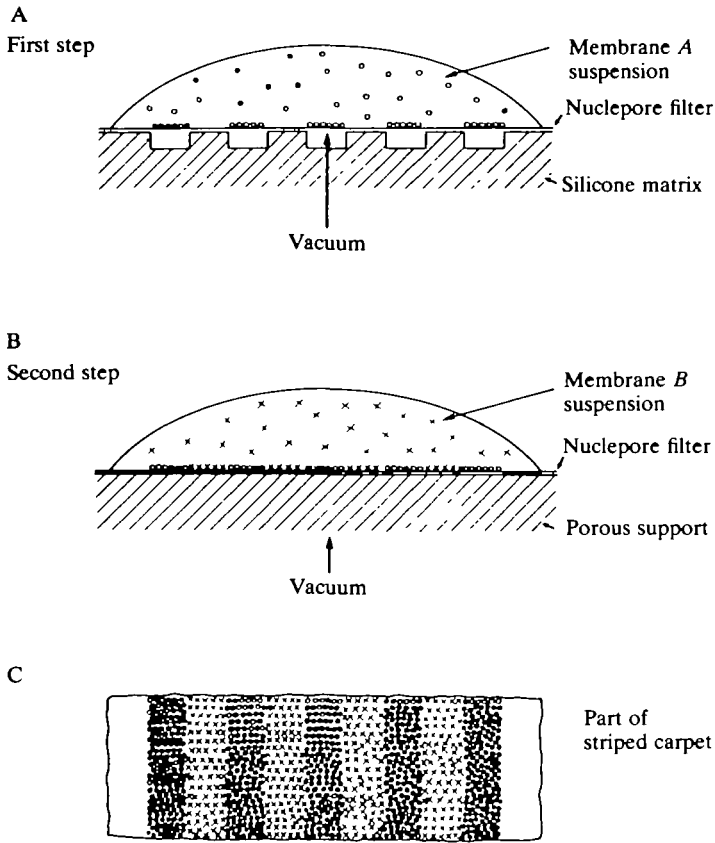 A
First step
Membrane A
suspension
Nuclepore filter
Silicone matrix
Vacuum
B
Second step
Membrane B
suspension
Nuclepore filter
Porous support
Vacuum
C
Part of
striped carpet